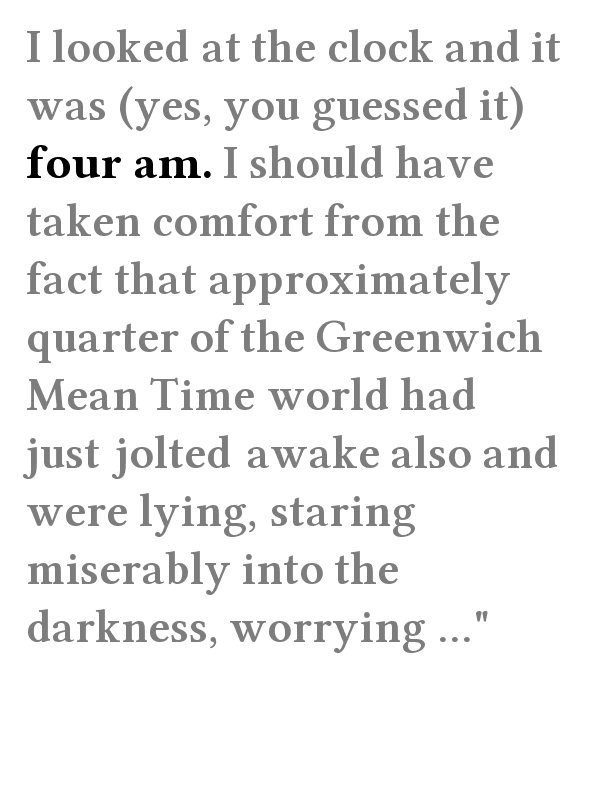 I looked at the clock and it
was (yes, you guessed it)
four am. I should have
taken comfort from the
fact that approximately
quarter of the Greenwich
Mean Time world had
just jolted awake also and
were lying, staring
miserably into the
darkness, worrying ..."